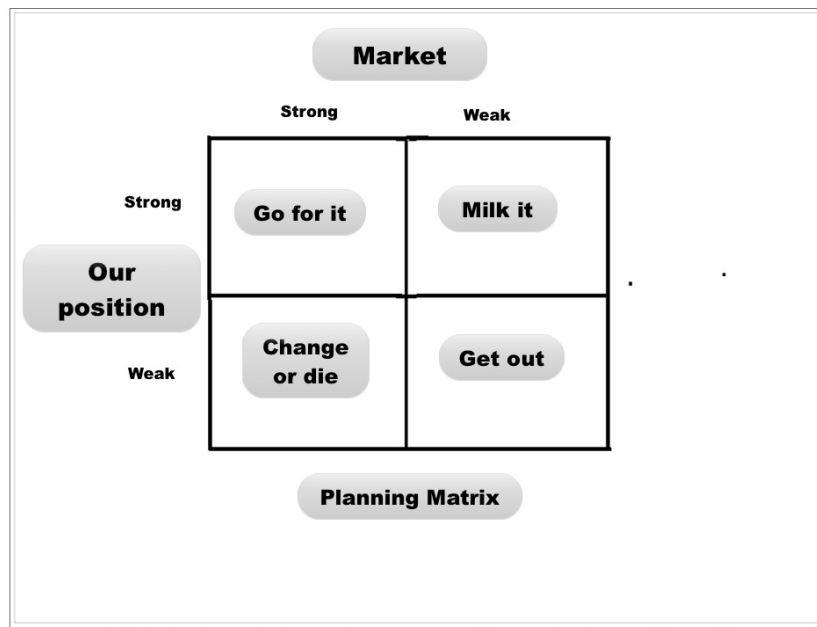 Market
Strong
Weak
Strong
Go for it
Milk it
Our
position
Change
or die
Get out
Weak
Planning Matrix